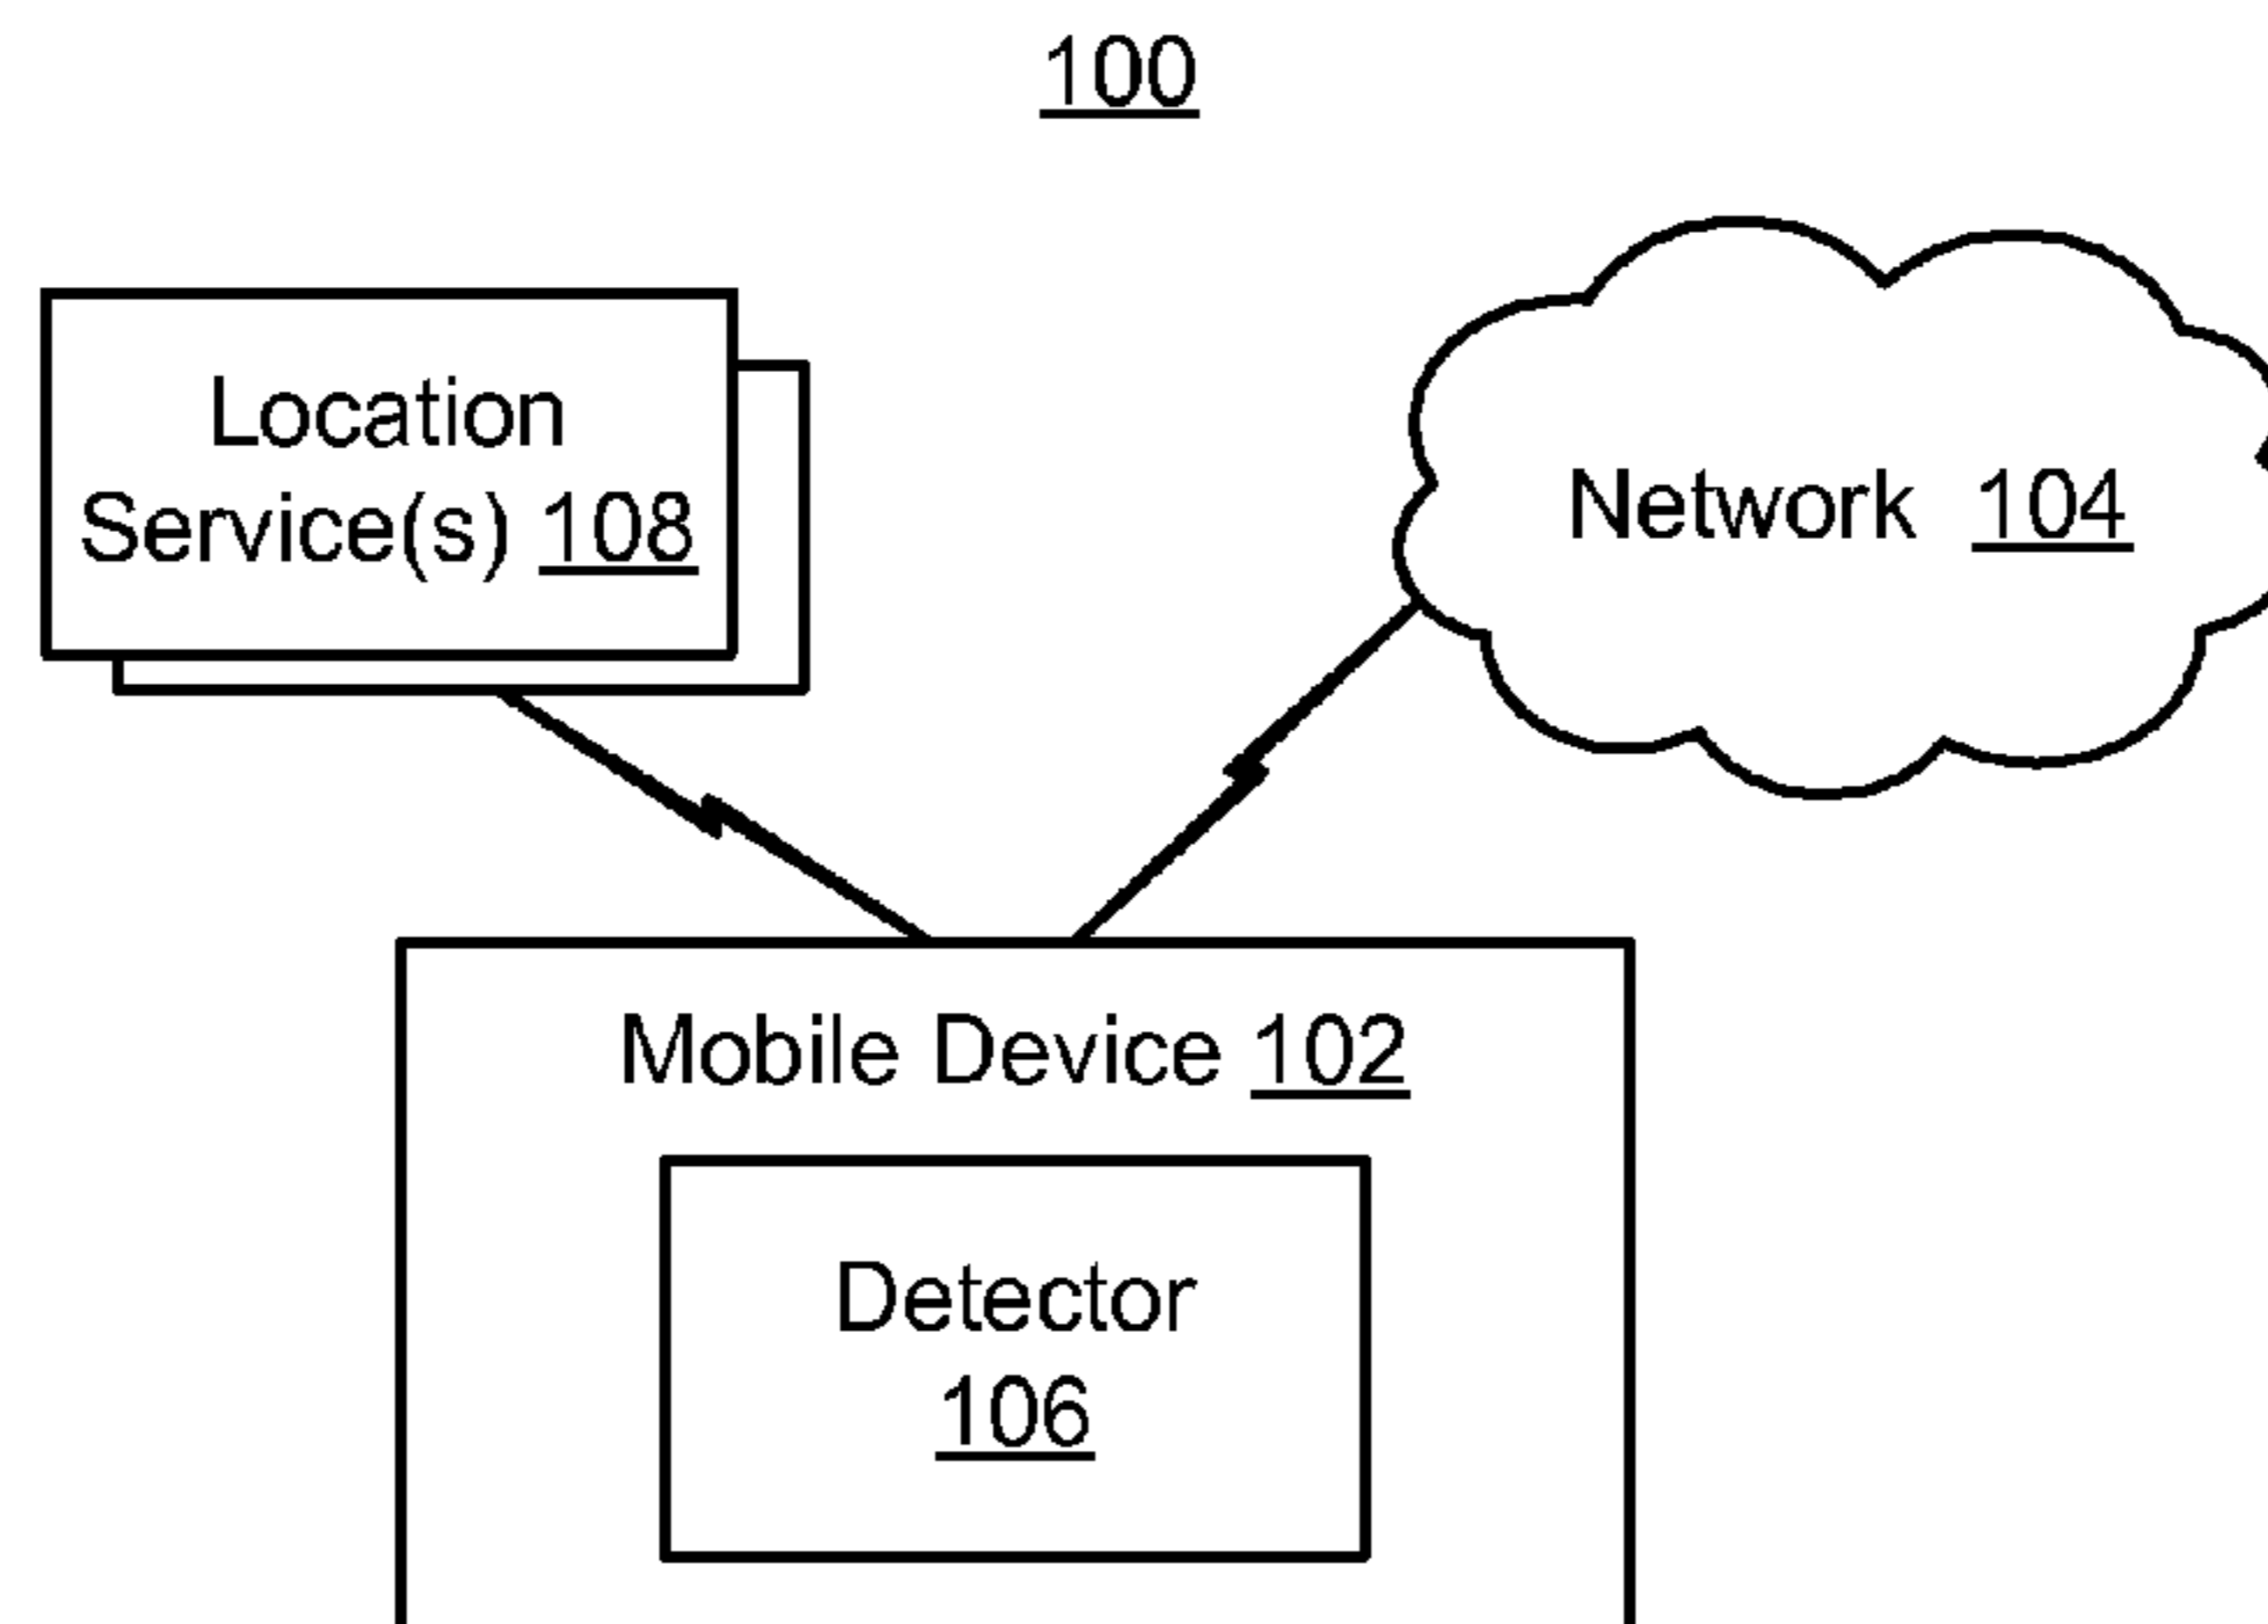 100
Location
Service(s) 108
Network 104
Mobile Device 102
Detector
106